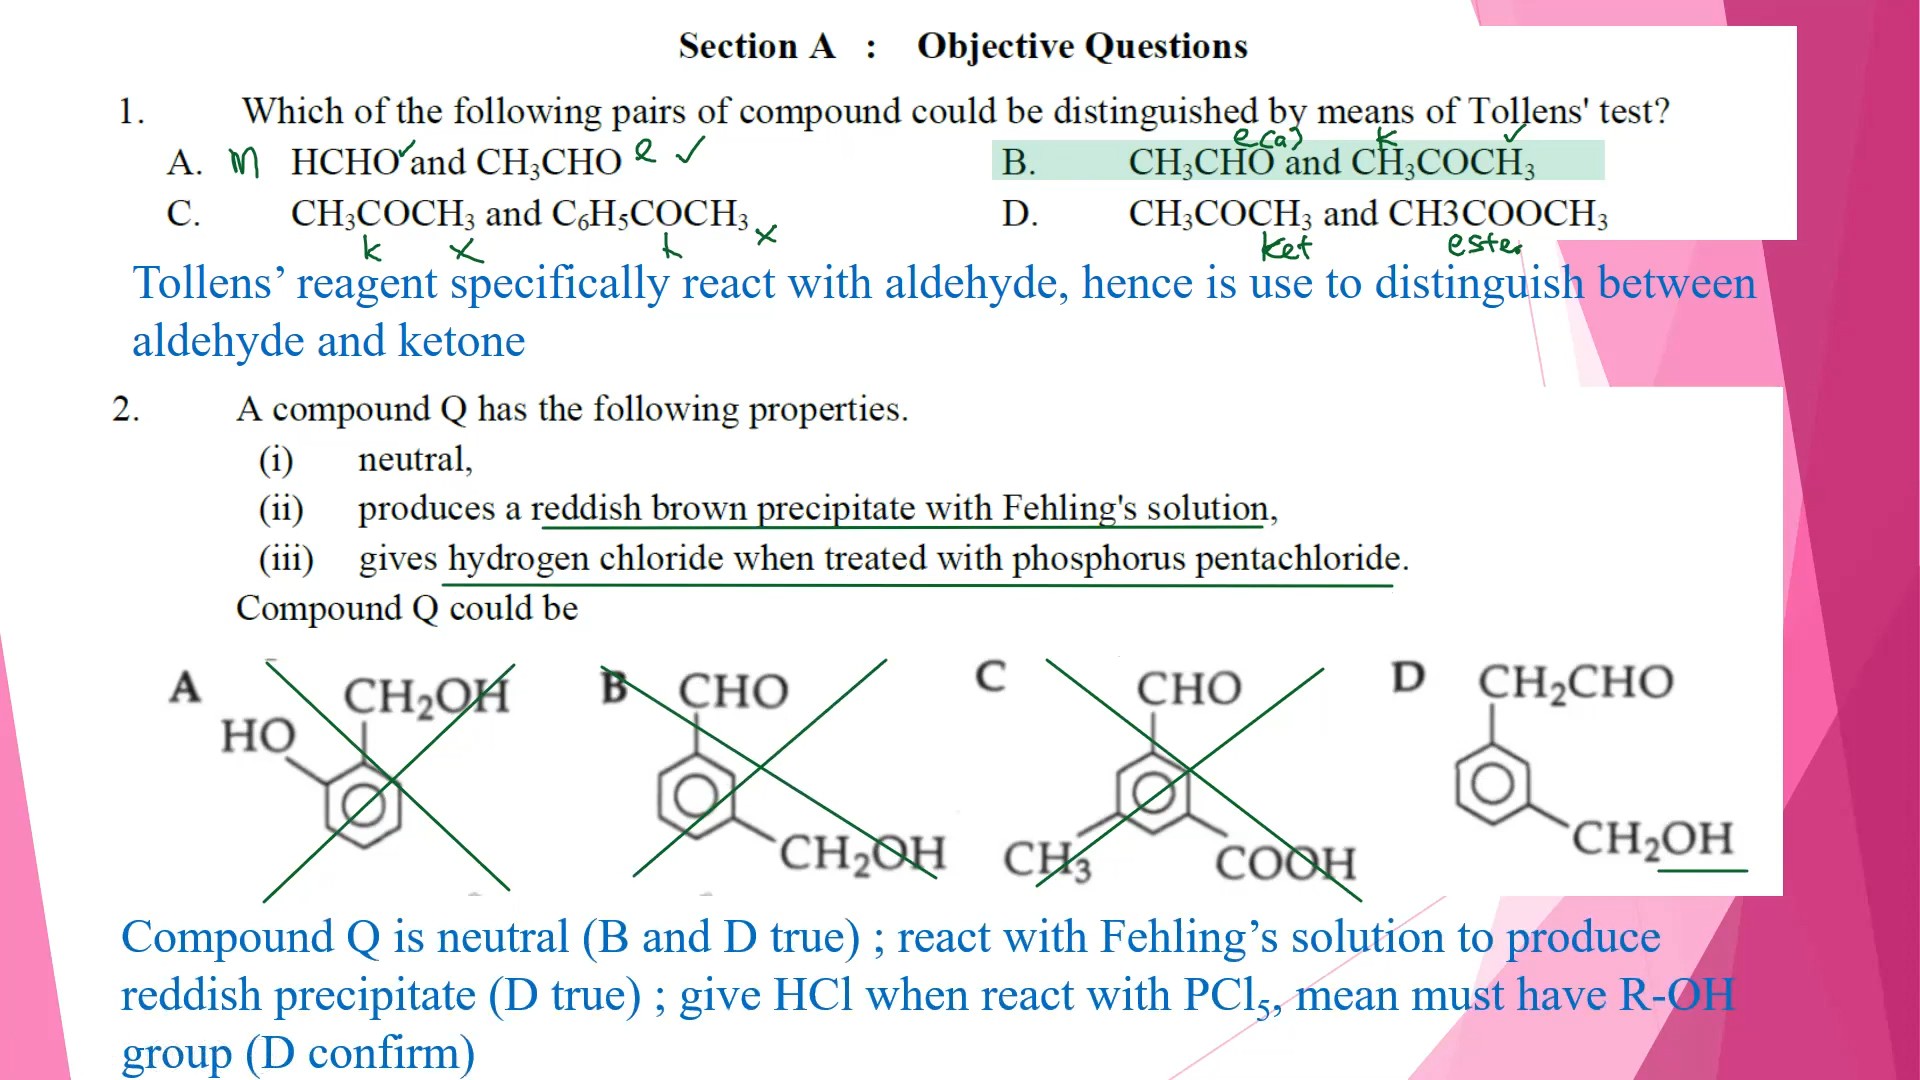 Section A : Objective Questions
1. Which of the following pairs of compound could be distinguished by means of Tollens' test?
e(a) k ✓
A. m HCHO✓and CH₃CHO e ✓ B. CH₃CHO and CH₃COCH₃
C. CH₃COCH₃ and C₆H₅COCH₃ x D. CH₃COCH₃ and CH3COOCH₃
k x ket ester
Tollens’ reagent specifically react with aldehyde, hence is use to distinguish between
aldehyde and ketone
2. A compound Q has the following properties.
(i) neutral,
(ii) produces a reddish brown precipitate with Fehling's solution,
(iii) gives hydrogen chloride when treated with phosphorus pentachloride.
Compound Q could be
A CH₂OH HO
B CHO CH₂OH
C CHO CH₃ COOH
D CH₂CHO CH₂OH
Compound Q is neutral (B and D true) ; react with Fehling’s solution to produce
reddish precipitate (D true) ; give HCl when react with PCl₅, mean must have R-OH
group (D confirm)